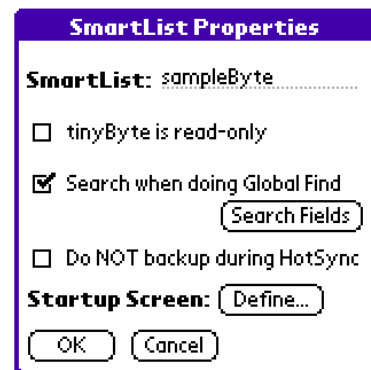 SmartList Properties
SmartList: sampleByte
tinyByte is read-only
Search when doing Global Find
Search Fields
Do NOT backup during HotSync
Startup Screen: Define...
OK Cancel